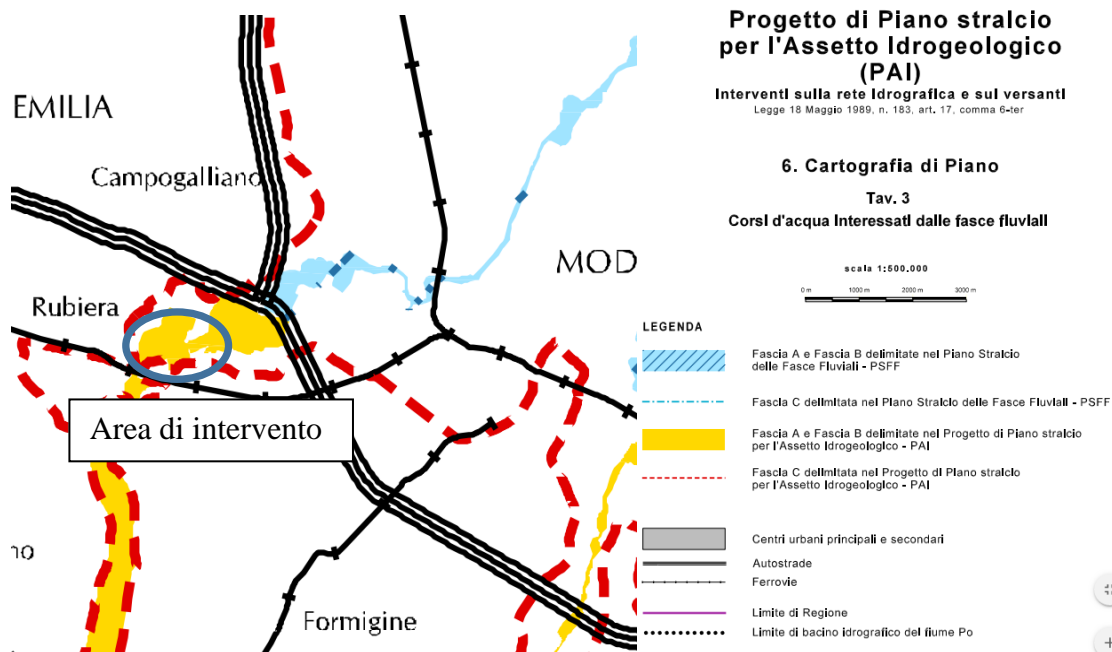 EMILIA
Campogalliano
Rubiera
MOD
Area di intervento
no
Formigine
Progetto di Piano stralcio
per l'Assetto Idrogeologico
(PAI)
Interventi sulla rete idrografica e sui versanti
Legge 18 Maggio 1989, n. 183, art. 17, comma 6-ter
6. Cartografia di Piano
Tav. 3
Corsi d'acqua interessati dalle fasce fluviali
scala 1:500.000
0 m 1000 m 2000 m 3000 m
LEGENDA
Fascia A e Fascia B delimitate nel Piano Stralcio
delle Fasce Fluviali - PSFF
Fascia C delimitata nel Piano Stralcio delle Fasce Fluviali - PSFF
Fascia A e Fascia B delimitate nel Progetto di Piano stralcio
per l'Assetto Idrogeologico - PAI
Fascia C delimitata nel Progetto di Piano stralcio
per l'Assetto Idrogeologico - PAI
Centri urbani principali e secondari
Autostrade
Ferrovie
Limite di Regione
Limite di bacino idrografico del fiume Po